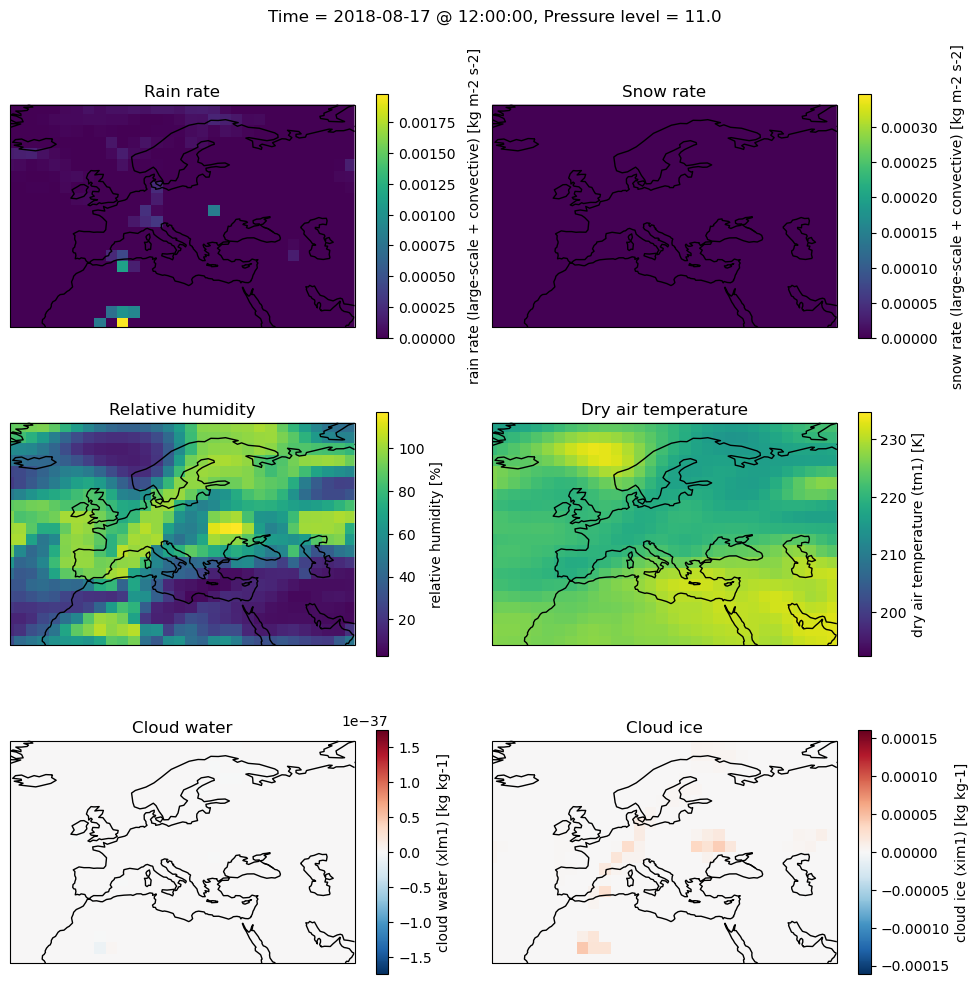 Time = 2018-08-17 @ 12:00:00, Pressure level = 11.0
Rain rate
0.00175
0.00150
0.00125
0.00100
0.00075
0.00050
0.00025
0.00000
rain rate (large-scale + convective) [kg m-2 s-2]
Snow rate
0.00030
0.00025
0.00020
0.00015
0.00010
0.00005
0.00000
snow rate (large-scale + convective) [kg m-2 s-2]
Relative humidity
100
80
60
40
20
relative humidity [%]
Dry air temperature
230
220
210
200
dry air temperature (tm1) [K]
Cloud water
1e−37
1.5
1.0
0.5
0.0
−0.5
−1.0
−1.5
cloud water (xlm1) [kg kg-1]
Cloud ice
0.00015
0.00010
0.00005
0.00000
−0.00005
−0.00010
−0.00015
cloud ice (xim1) [kg kg-1]